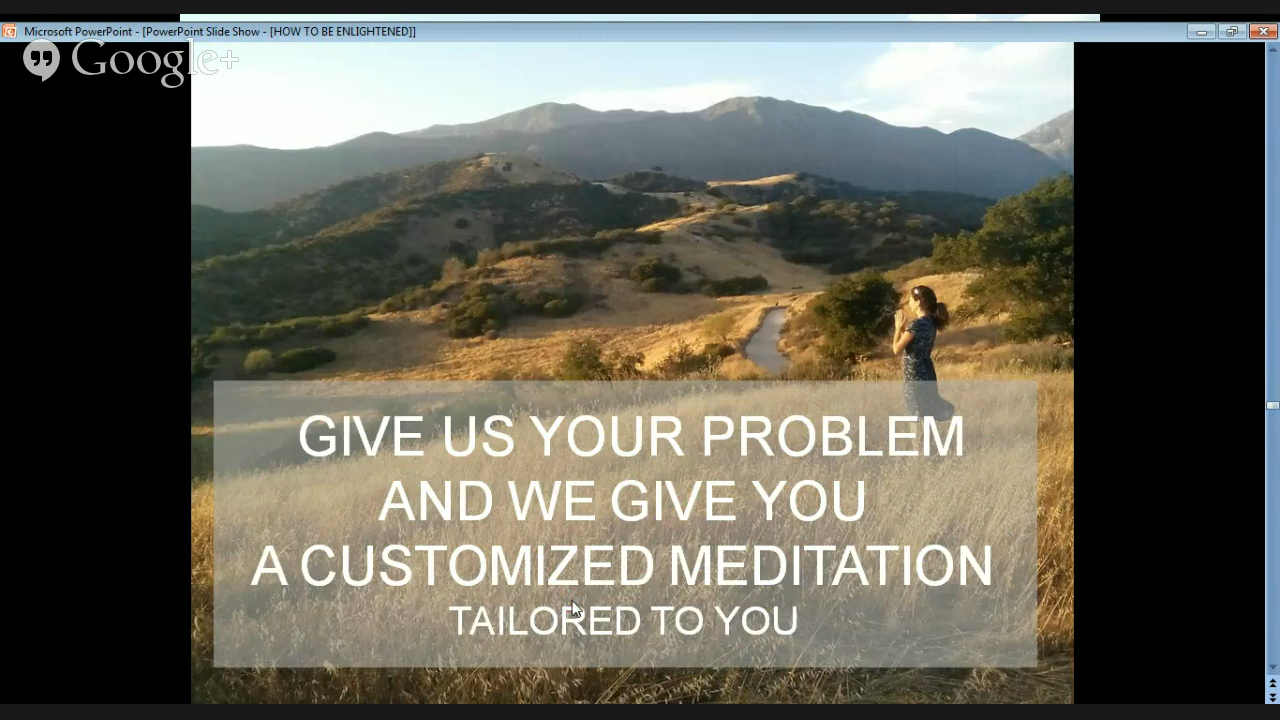 Microsoft PowerPoint - [PowerPoint Slide Show - [HOW TO BE ENLIGHTENED]]
Google+
GIVE US YOUR PROBLEM
AND WE GIVE YOU
A CUSTOMIZED MEDITATION
TAILORED TO YOU